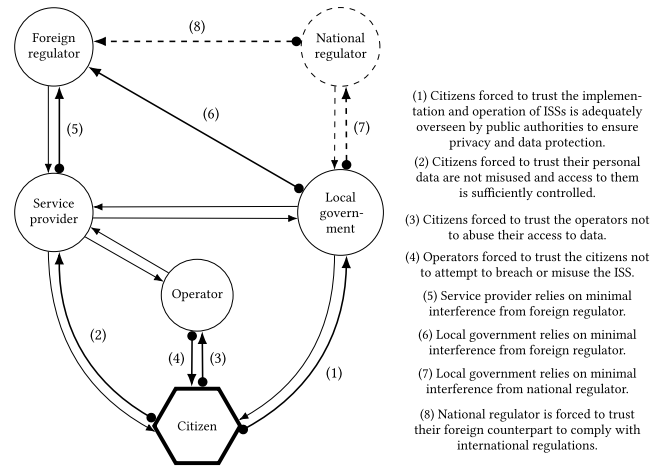 (8)
Foreign
regulator
National
regulator
(5)
(6)
(7)
Service
provider
Local
govern-
ment
Operator
(2)
(4)
(3)
(1)
Citizen
(1) Citizens forced to trust the implemen-
tation and operation of ISSs is adequately
overseen by public authorities to ensure
privacy and data protection.
(2) Citizens forced to trust their personal
data are not misused and access to them
is sufficiently controlled.
(3) Citizens forced to trust the operators not
to abuse their access to data.
(4) Operators forced to trust the citizens not
to attempt to breach or misuse the ISS.
(5) Service provider relies on minimal
interference from foreign regulator.
(6) Local government relies on minimal
interference from foreign regulator.
(7) Local government relies on minimal
interference from national regulator.
(8) National regulator is forced to trust
their foreign counterpart to comply with
international regulations.